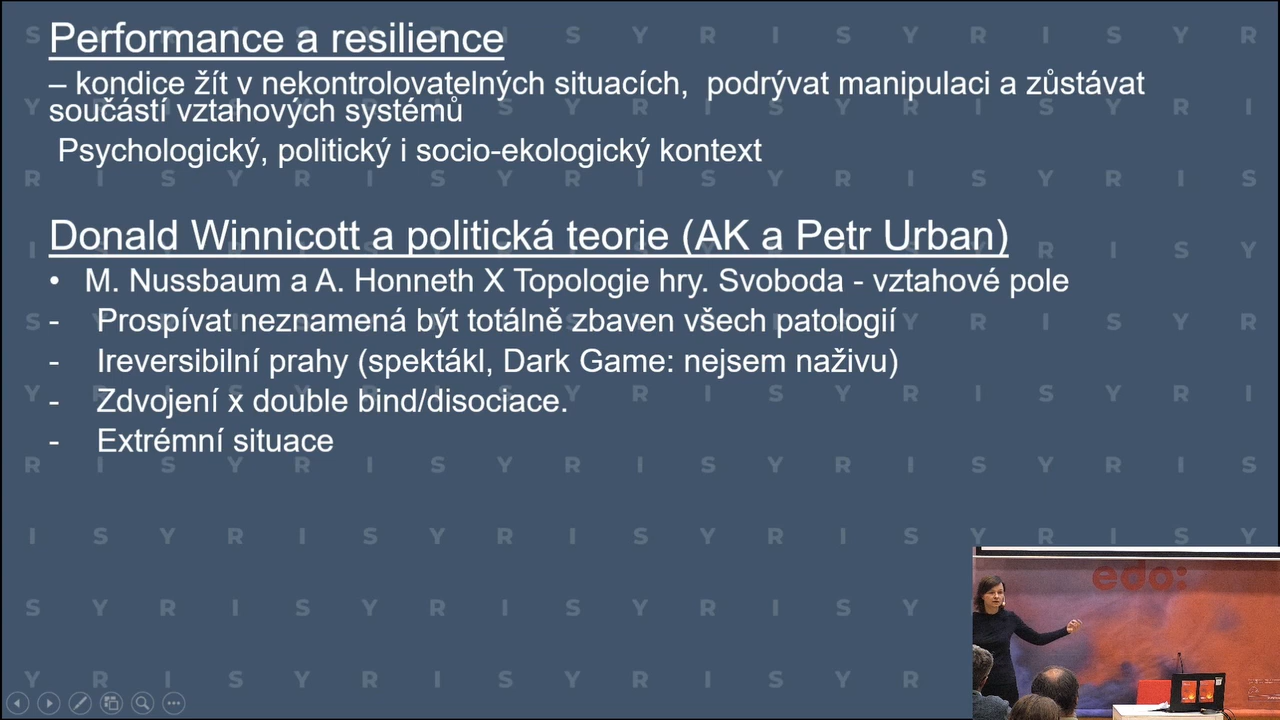 Performance a resilience
– kondice žít v nekontrolovatelných situacích,  podrývat manipulaci a zůstávat
součástí vztahových systémů
Psychologický, politický i socio-ekologický kontext
Donald Winnicott a politická teorie (AK a Petr Urban)
• M. Nussbaum a A. Honneth X Topologie hry. Svoboda - vztahové pole
- Prospívat neznamená být totálně zbaven všech patologií
- Ireversibilní prahy (spektákl, Dark Game: nejsem naživu)
- Zdvojení x double bind/disociace.
- Extrémní situace
edo: